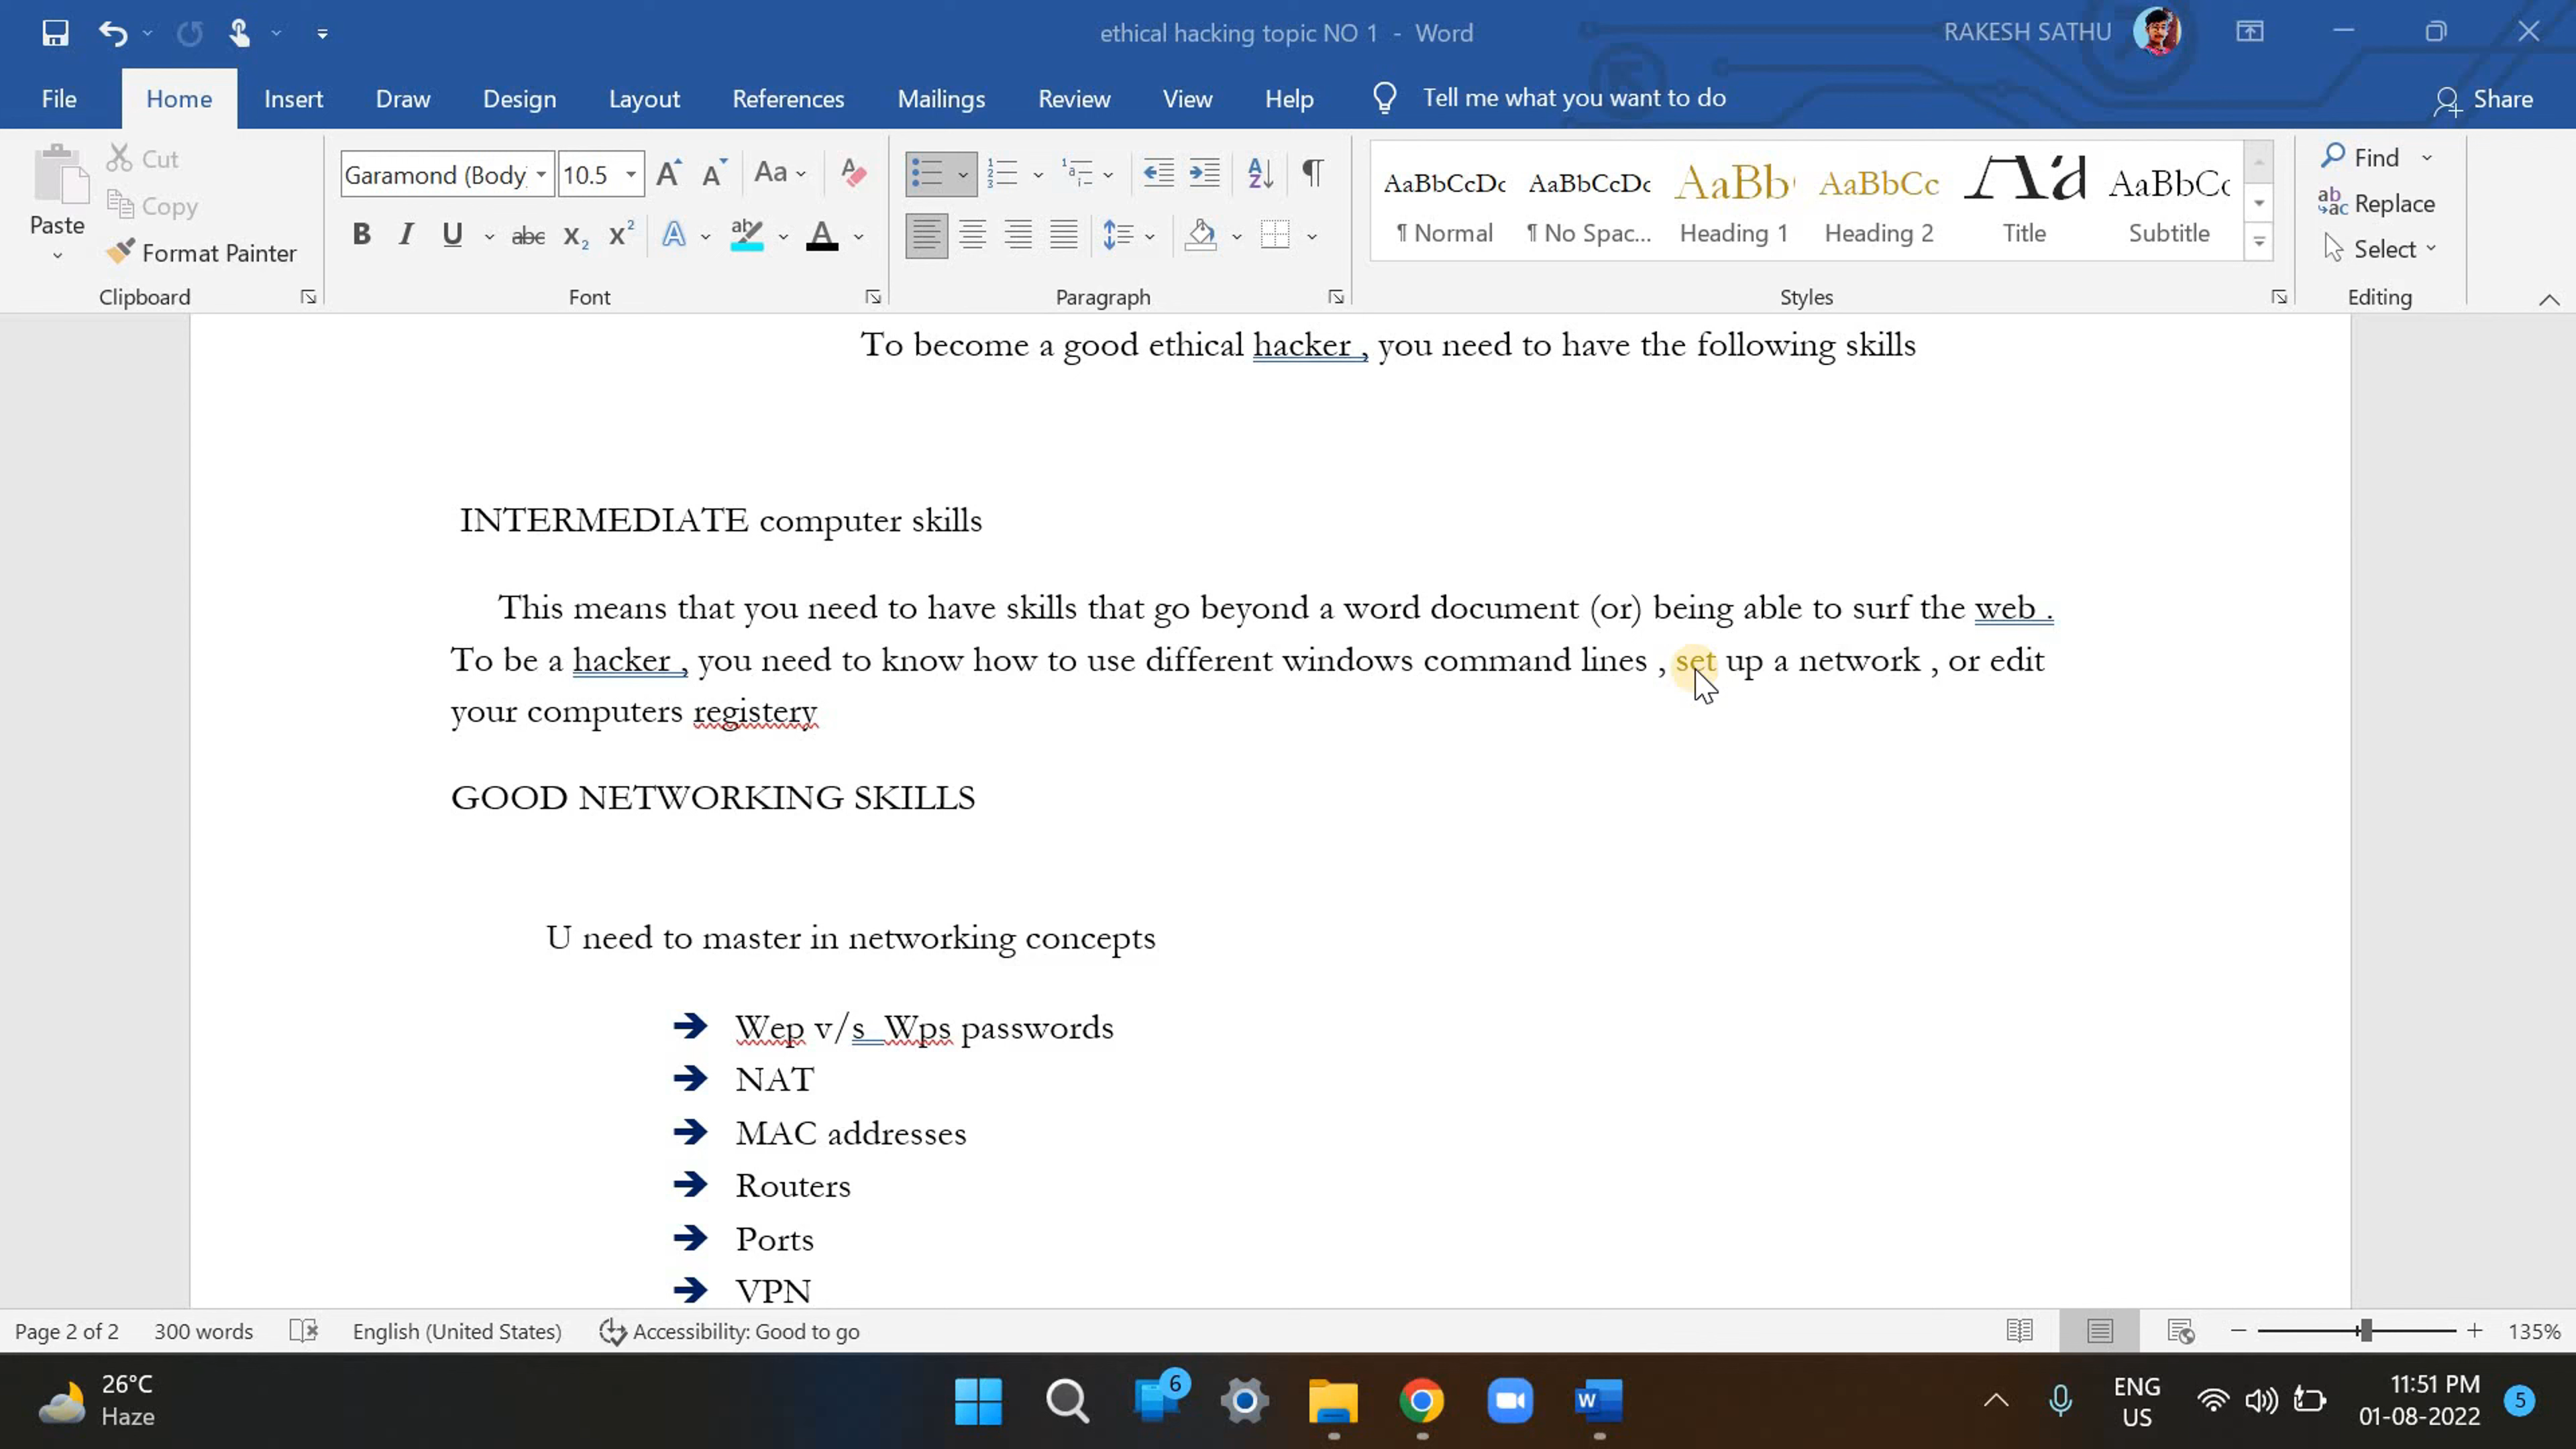 ethical hacking topic NO 1 - Word
RAKESH SATHU
File Home Insert Draw Design Layout References Mailings Review View Help Tell me what you want to do Share
Paste
Cut
Copy
Format Painter
Clipboard
Garamond (Body 10.5
Font
Paragraph
AaBbCcDc AaBbCcDc AaBb AaBbCc Aa AaBbCc
¶ Normal ¶ No Spac... Heading 1 Heading 2 Title Subtitle
Styles
Find
Replace
Select
Editing
To become a good ethical hacker , you need to have the following skills
INTERMEDIATE computer skills
This means that you need to have skills that go beyond a word document (or) being able to surf the web .
To be a hacker , you need to know how to use different windows command lines , set up a network , or edit
your computers registery
GOOD NETWORKING SKILLS
U need to master in networking concepts
➔ Wep v/s Wps passwords
➔ NAT
➔ MAC addresses
➔ Routers
➔ Ports
➔ VPN
Page 2 of 2 300 words English (United States) Accessibility: Good to go 135%
26°C
Haze
6
ENG
US
11:51 PM
01-08-2022
5